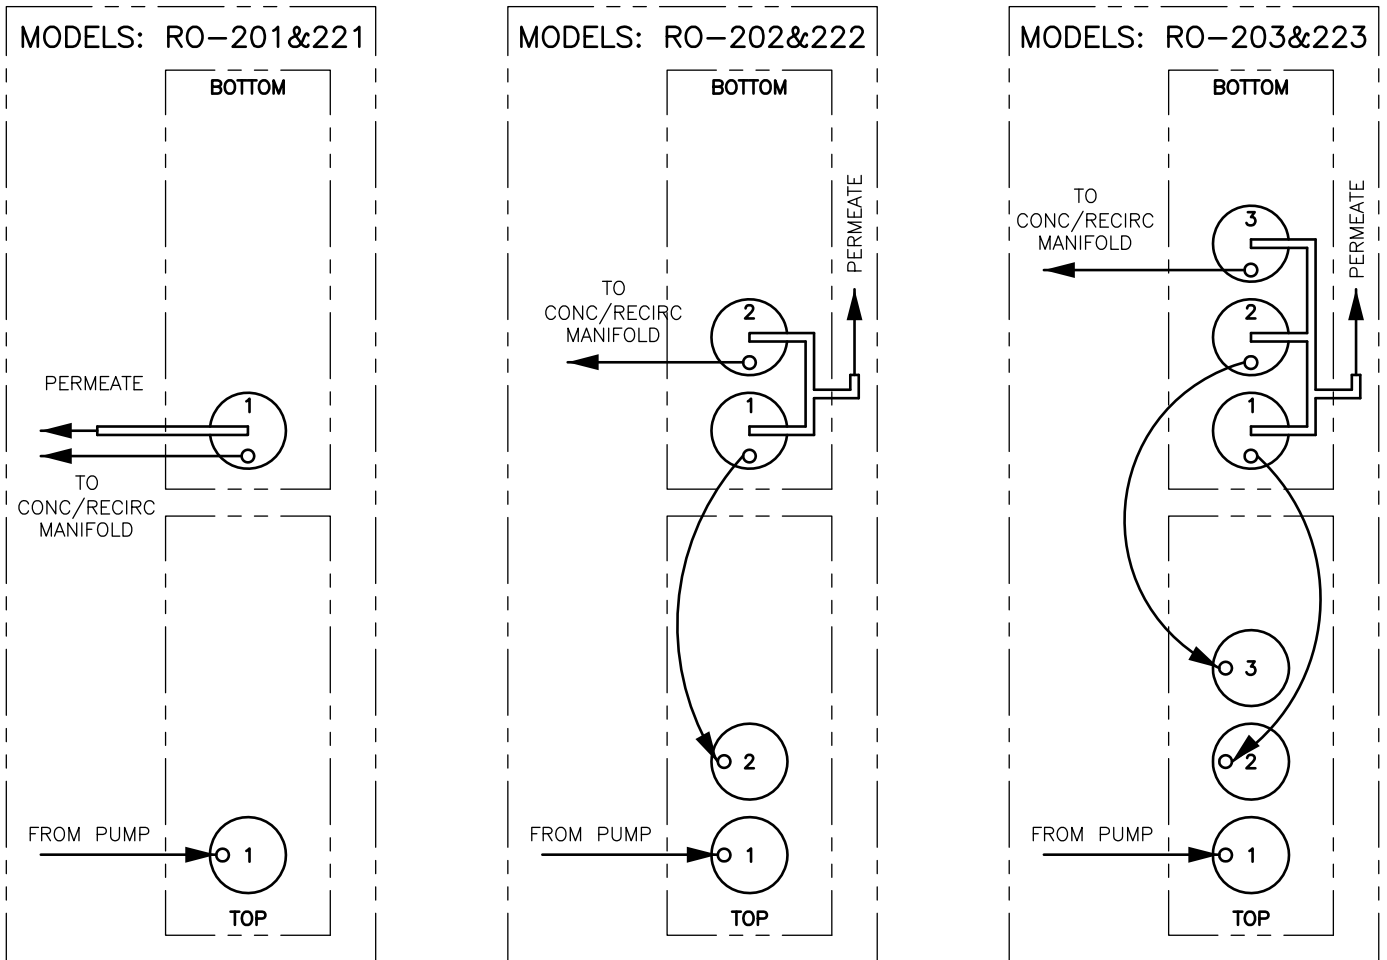 MODELS: RO-201&221
BOTTOM
PERMEATE
1
TO
CONC/RECIRC
MANIFOLD
FROM PUMP
1
TOP
MODELS: RO-202&222
BOTTOM
PERMEATE
TO
CONC/RECIRC
MANIFOLD
2
1
2
FROM PUMP
1
TOP
MODELS: RO-203&223
BOTTOM
PERMEATE
TO
CONC/RECIRC
MANIFOLD
3
2
1
3
2
FROM PUMP
1
TOP